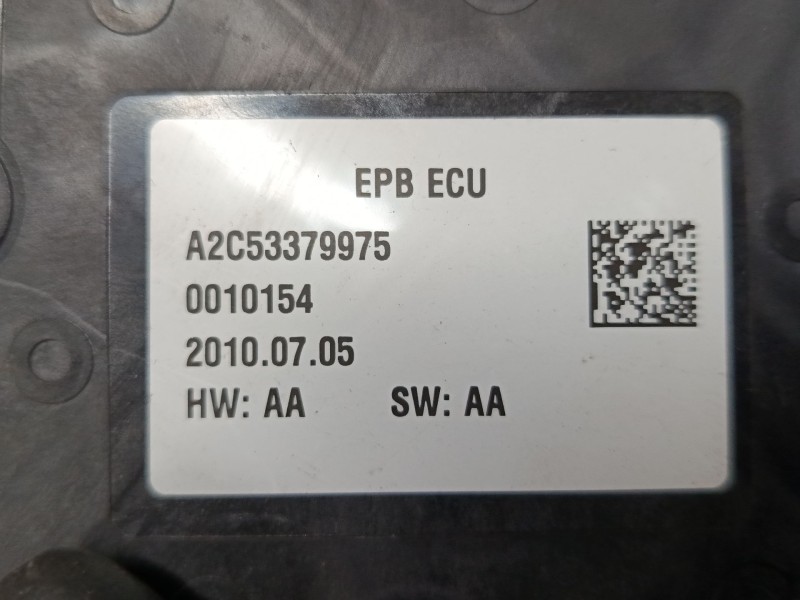 EPB ECU
A2C53379975
0010154
2010.07.05
HW: AA SW: AA